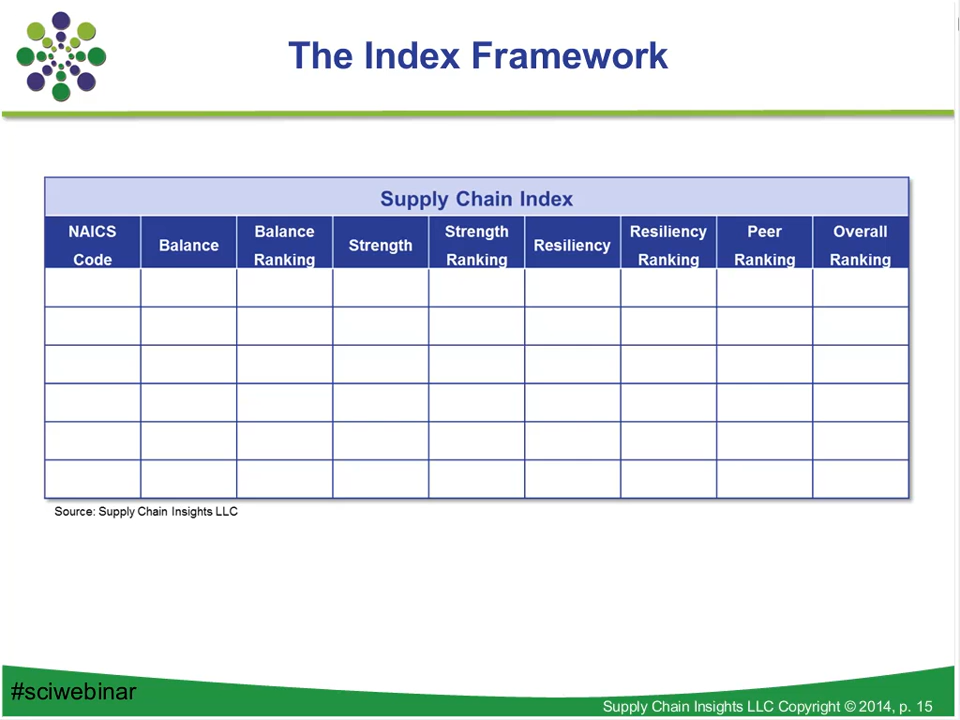 The Index Framework
Supply Chain Index
NAICS Code
Balance
Balance Ranking
Strength
Strength Ranking
Resiliency
Resiliency Ranking
Peer Ranking
Overall Ranking
Source: Supply Chain Insights LLC
#sciwebinar
Supply Chain Insights LLC Copyright © 2014, p. 15